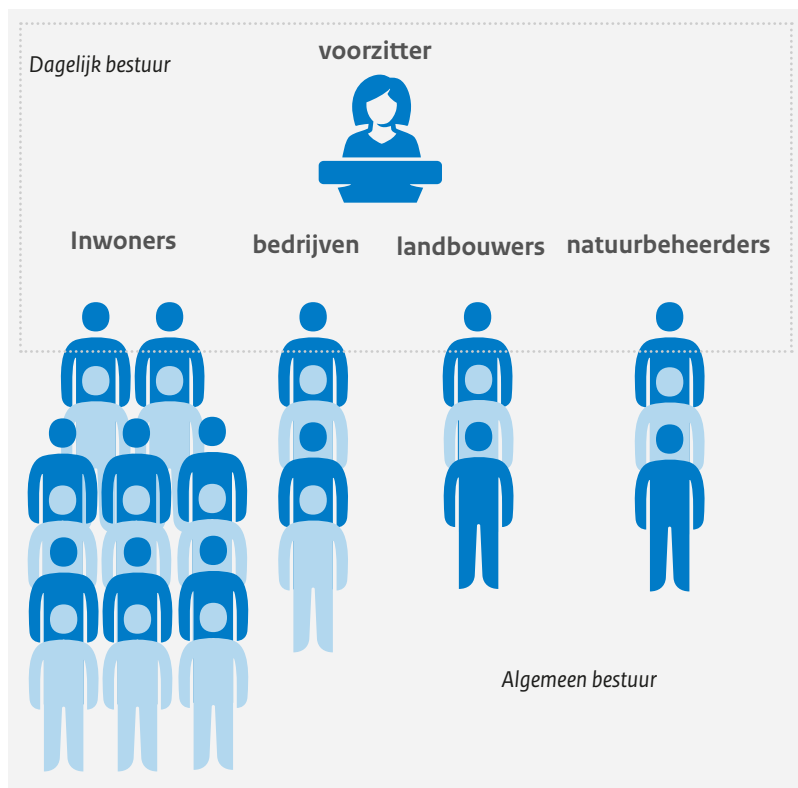 voorzitter
Dagelijk bestuur
Inwoners
bedrijven
landbouwers
natuurbeheerders
Algemeen bestuur